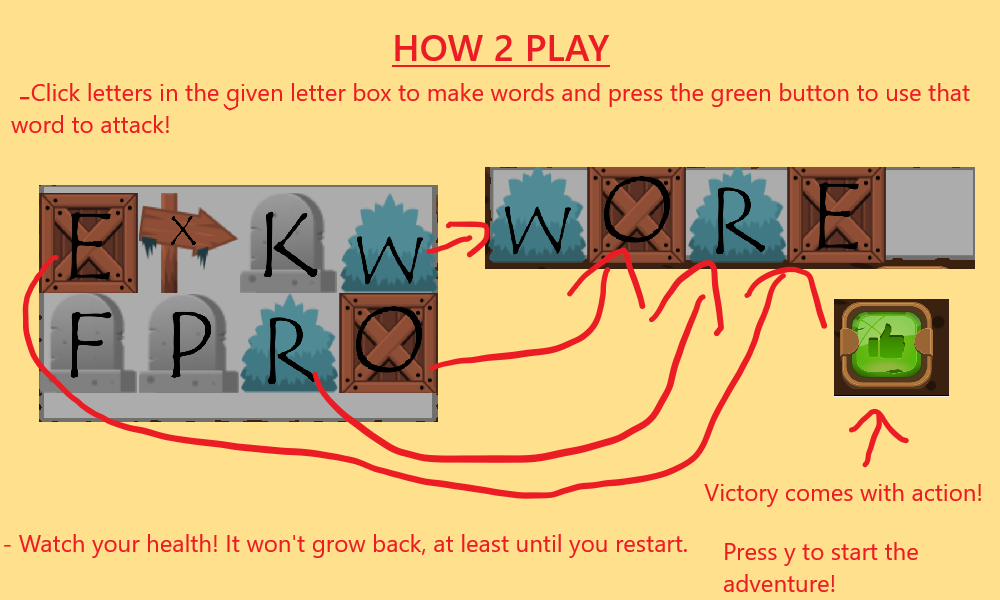 HOW 2 PLAY
-Click letters in the given letter box to make words and press the green button to use that
word to attack!
W O R E
E X K W
F P R O
Victory comes with action!
- Watch your health! It won't grow back, at least until you restart.
Press y to start the
adventure!